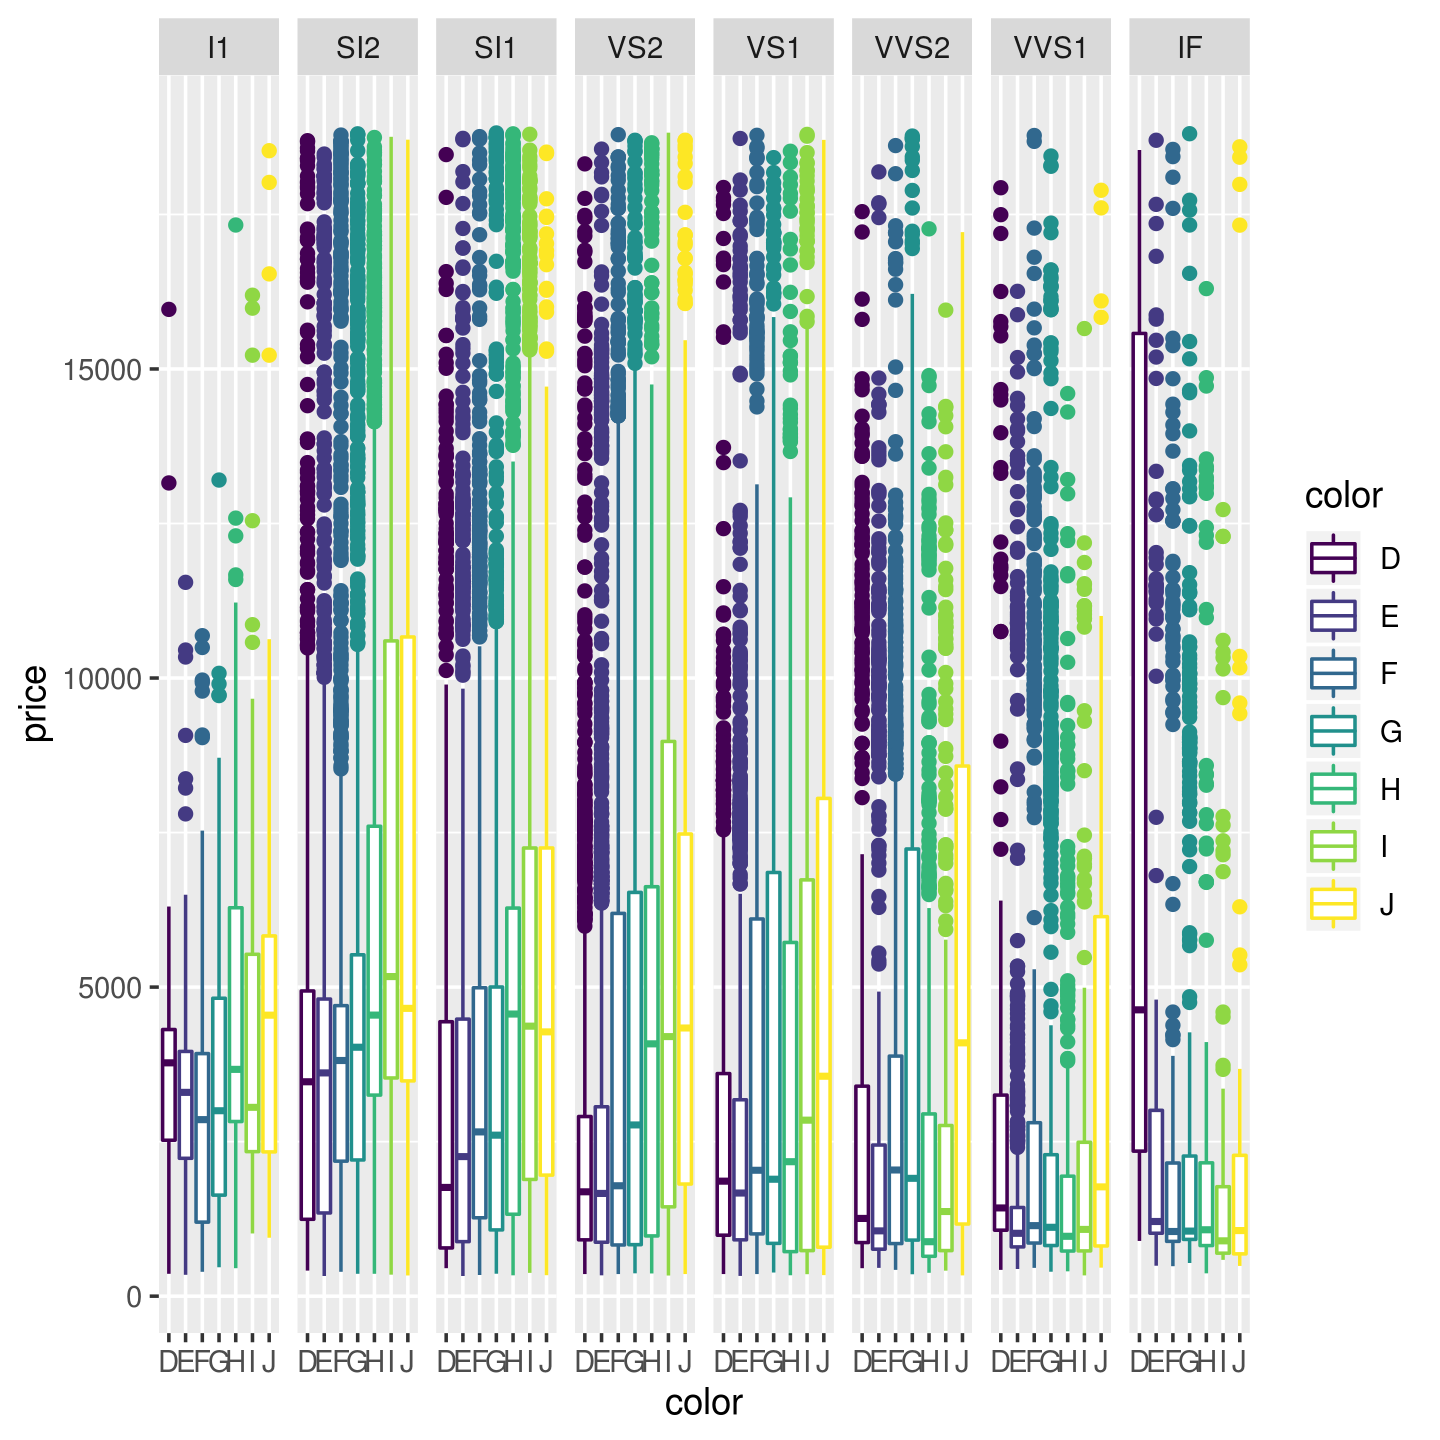 I1 SI2 SI1 VS2 VS1 VVS2 VVS1 IF
15000
10000
5000
0
price
DEFGHIJ DEFGHIJ DEFGHIJ DEFGHIJ DEFGHIJ DEFGHIJ DEFGHIJ DEFGHIJ
color
color
D
E
F
G
H
I
J